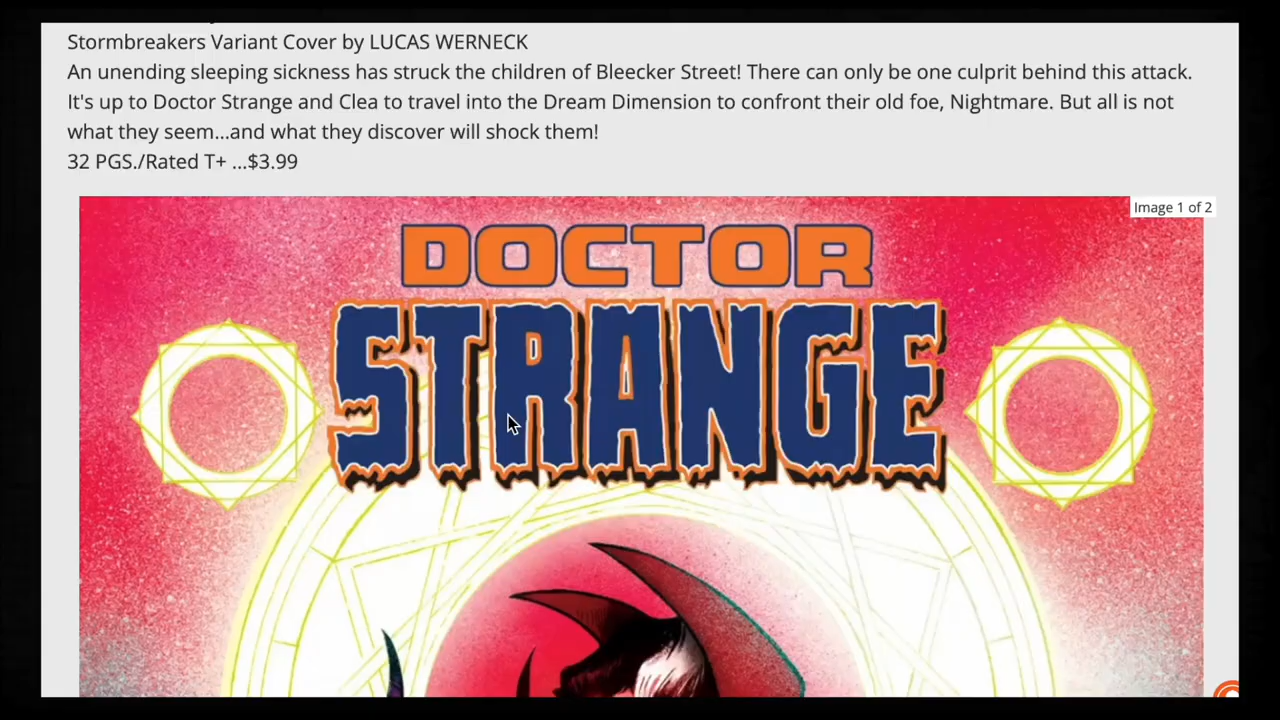 Stormbreakers Variant Cover by LUCAS WERNECK
An unending sleeping sickness has struck the children of Bleecker Street! There can only be one culprit behind this attack.
It's up to Doctor Strange and Clea to travel into the Dream Dimension to confront their old foe, Nightmare. But all is not
what they seem...and what they discover will shock them!
32 PGS./Rated T+ ...$3.99
Image 1 of 2
DOCTOR
STRANGE